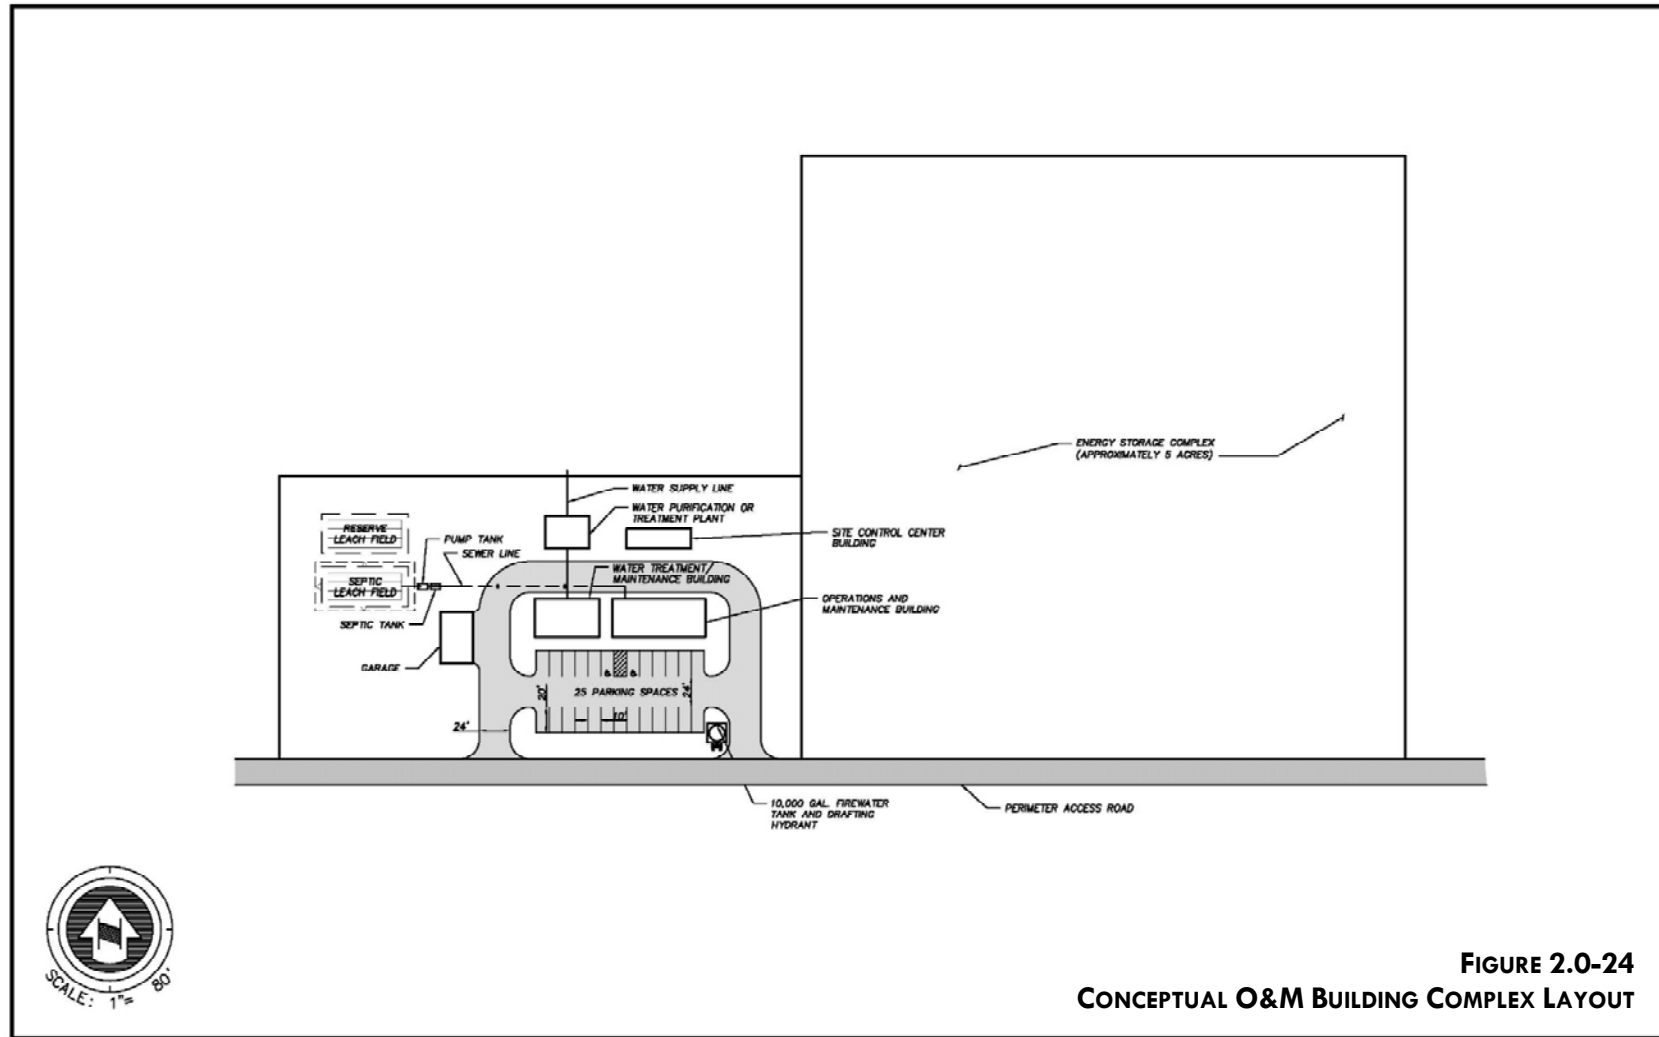 ENERGY STORAGE COMPLEX
(APPROXIMATELY 5 ACRES)
WATER SUPPLY LINE
WATER PURIFICATION OR
TREATMENT PLANT
SITE CONTROL CENTER
BUILDING
RESERVE
LEACH FIELD
PUMP TANK
SEWER LINE
WATER TREATMENT/
MAINTENANCE BUILDING
SEPTIC
LEACH FIELD
OPERATIONS AND
MAINTENANCE BUILDING
SEPTIC TANK
GARAGE
25 PARKING SPACES
20'
24'
10'
24'
10,000 GAL. FIREWATER
TANK AND DRAFTING
HYDRANT
PERIMETER ACCESS ROAD
SCALE: 1"= 80'
FIGURE 2.0-24
CONCEPTUAL O&M BUILDING COMPLEX LAYOUT